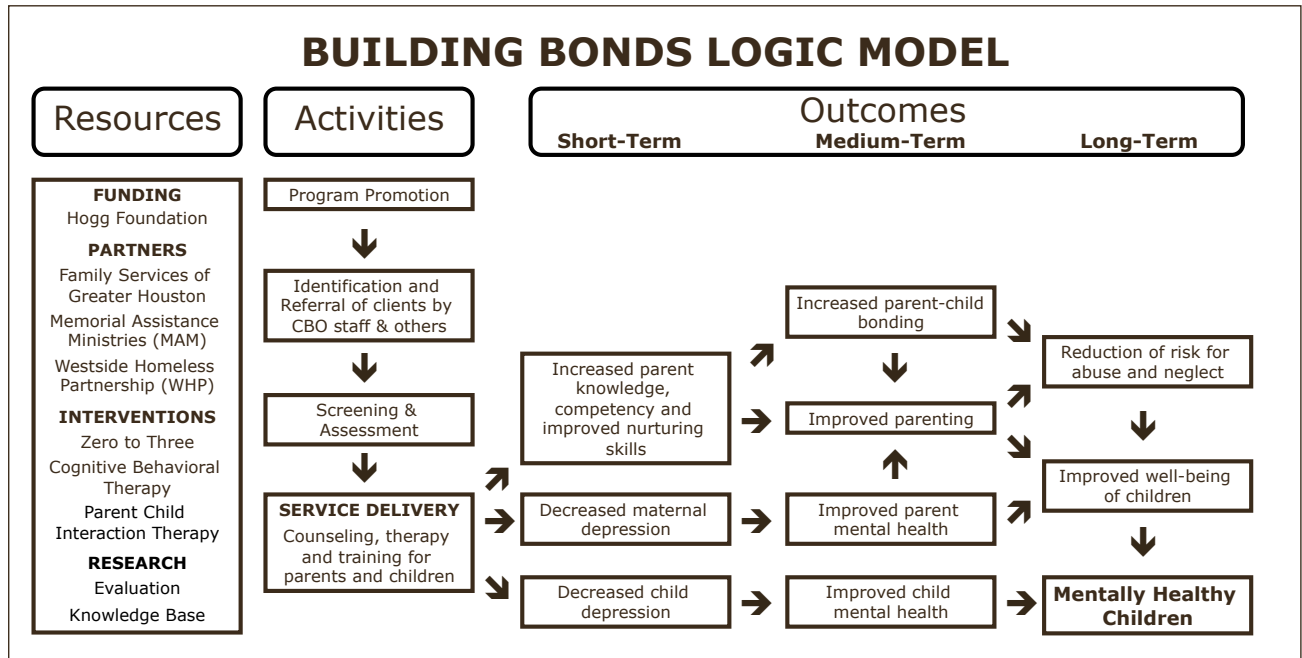 BUILDING BONDS LOGIC MODEL
Resources
Activities
Outcomes
Short-Term
Medium-Term
Long-Term
FUNDING
Hogg Foundation
PARTNERS
Family Services of
Greater Houston
Memorial Assistance
Ministries (MAM)
Westside Homeless
Partnership (WHP)
INTERVENTIONS
Zero to Three
Cognitive Behavioral
Therapy
Parent Child
Interaction Therapy
RESEARCH
Evaluation
Knowledge Base
Program Promotion
Identification and
Referral of clients by
CBO staff & others
Screening &
Assessment
SERVICE DELIVERY
Counseling, therapy
and training for
parents and children
Increased parent
knowledge,
competency and
improved nurturing
skills
Decreased maternal
depression
Decreased child
depression
Increased parent-child
bonding
Improved parenting
Improved parent
mental health
Improved child
mental health
Reduction of risk for
abuse and neglect
Improved well-being
of children
Mentally Healthy
Children